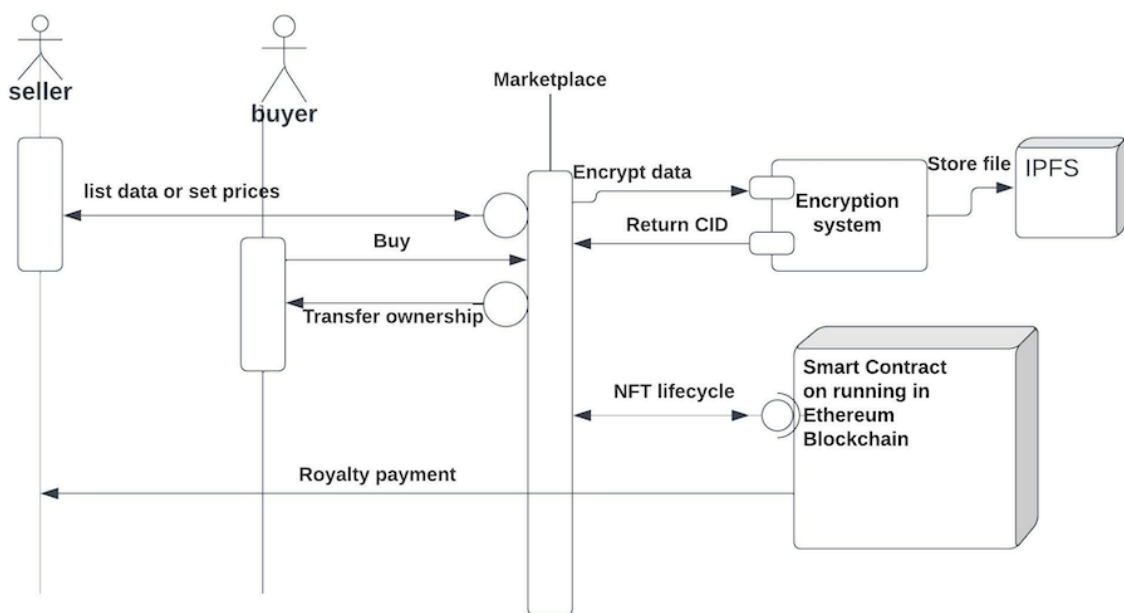 seller
buyer
Marketplace
list data or set prices
Encrypt data
Store file
IPFS
Encryption
system
Return CID
Buy
Transfer ownership
Smart Contract
on running in
Ethereum
Blockchain
NFT lifecycle
Royalty payment